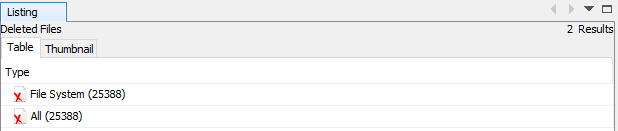 Listing
Deleted Files 2 Results
Table Thumbnail
Type
File System (25388)
All (25388)